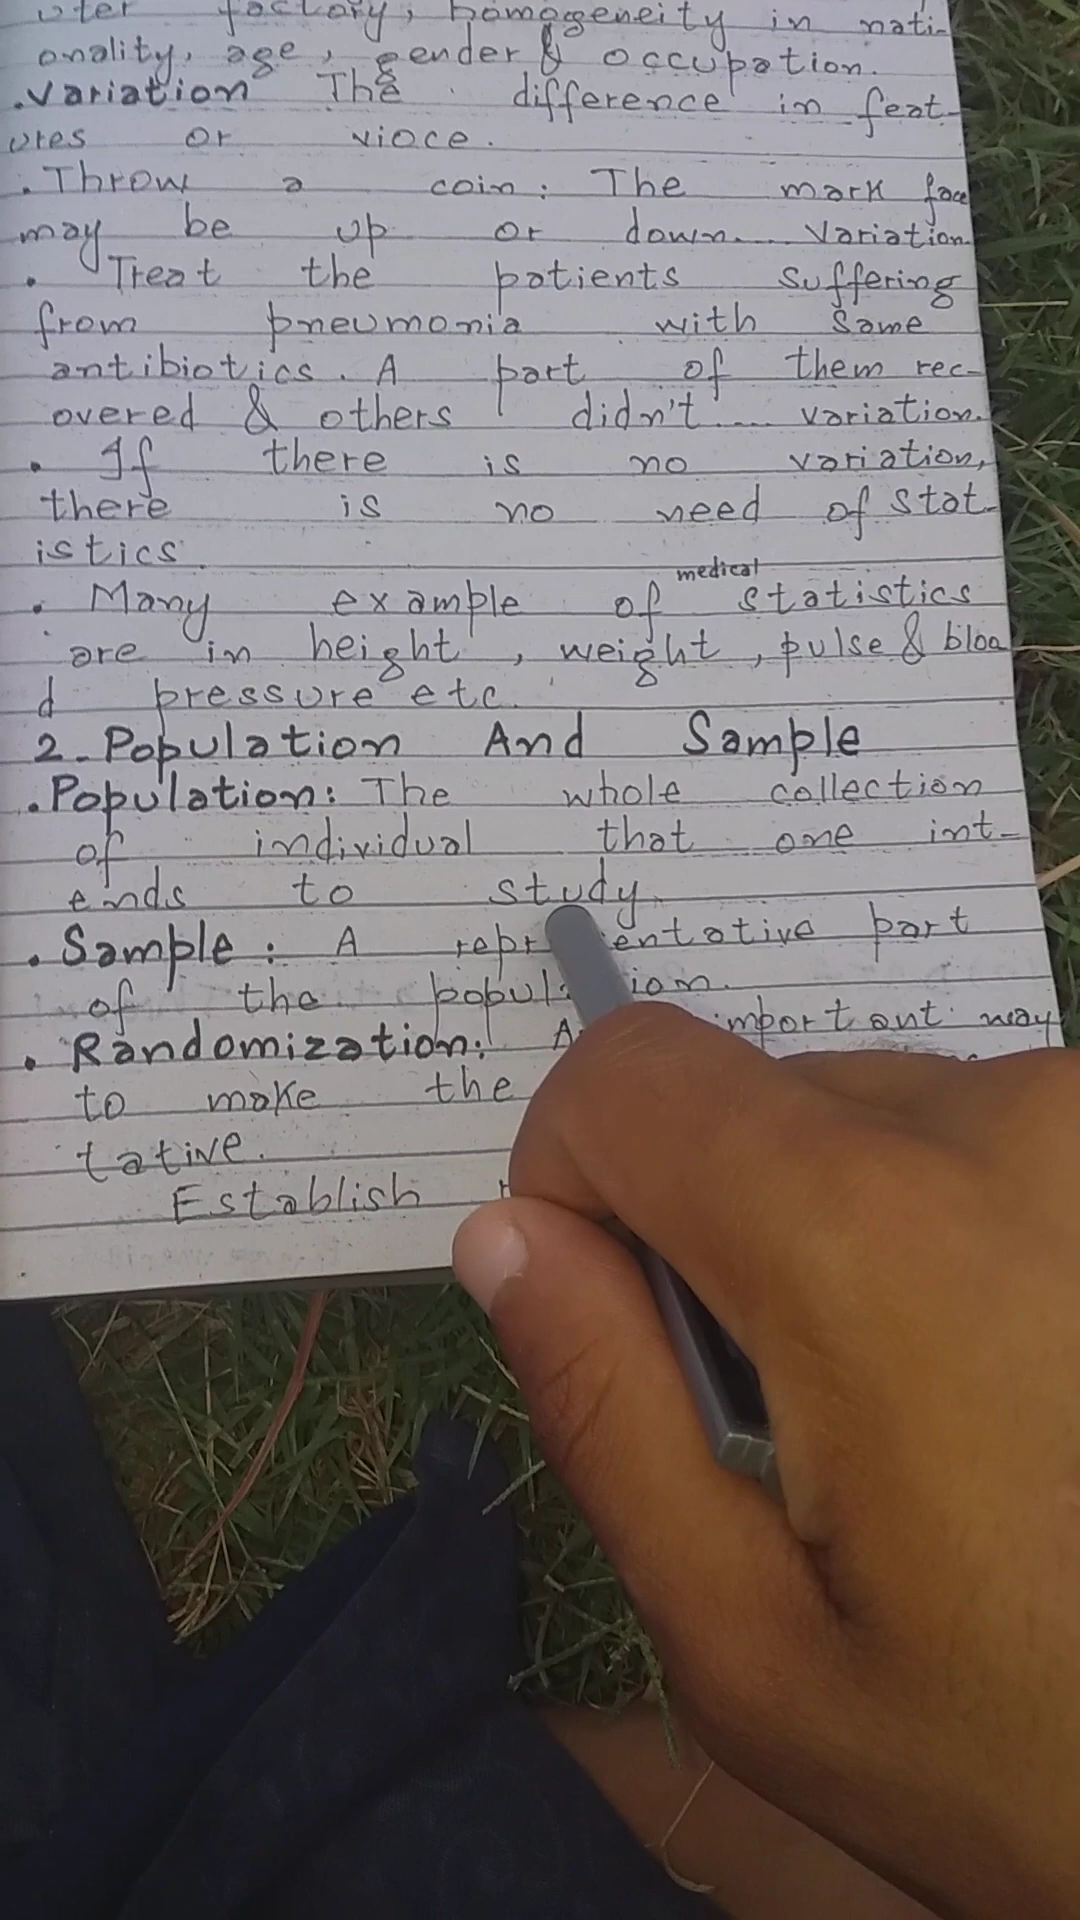 uter factory, homogeneity in nati-
onality, age, gender & occupation.
.Variation The difference in feat-
ures or vioce.
.Throw a coin: The mark face
may be up or down.... Variation
. Treat the patients suffering
from pneumonia with Same
antibiotics. A part of them rec-
overed & others didn't.... variation.
. If there is no variation,
there is no need of stat-
istics.
medical
. Many example of statistics
are in height, weight, pulse & bloo
d pressure etc.
2. Population And Sample
.Population: The whole collection
of individual that one int-
ends to study.
. Sample: A repr entative part
of the popul ion.
. Randomization: A important way
to make the
tative.
Establish